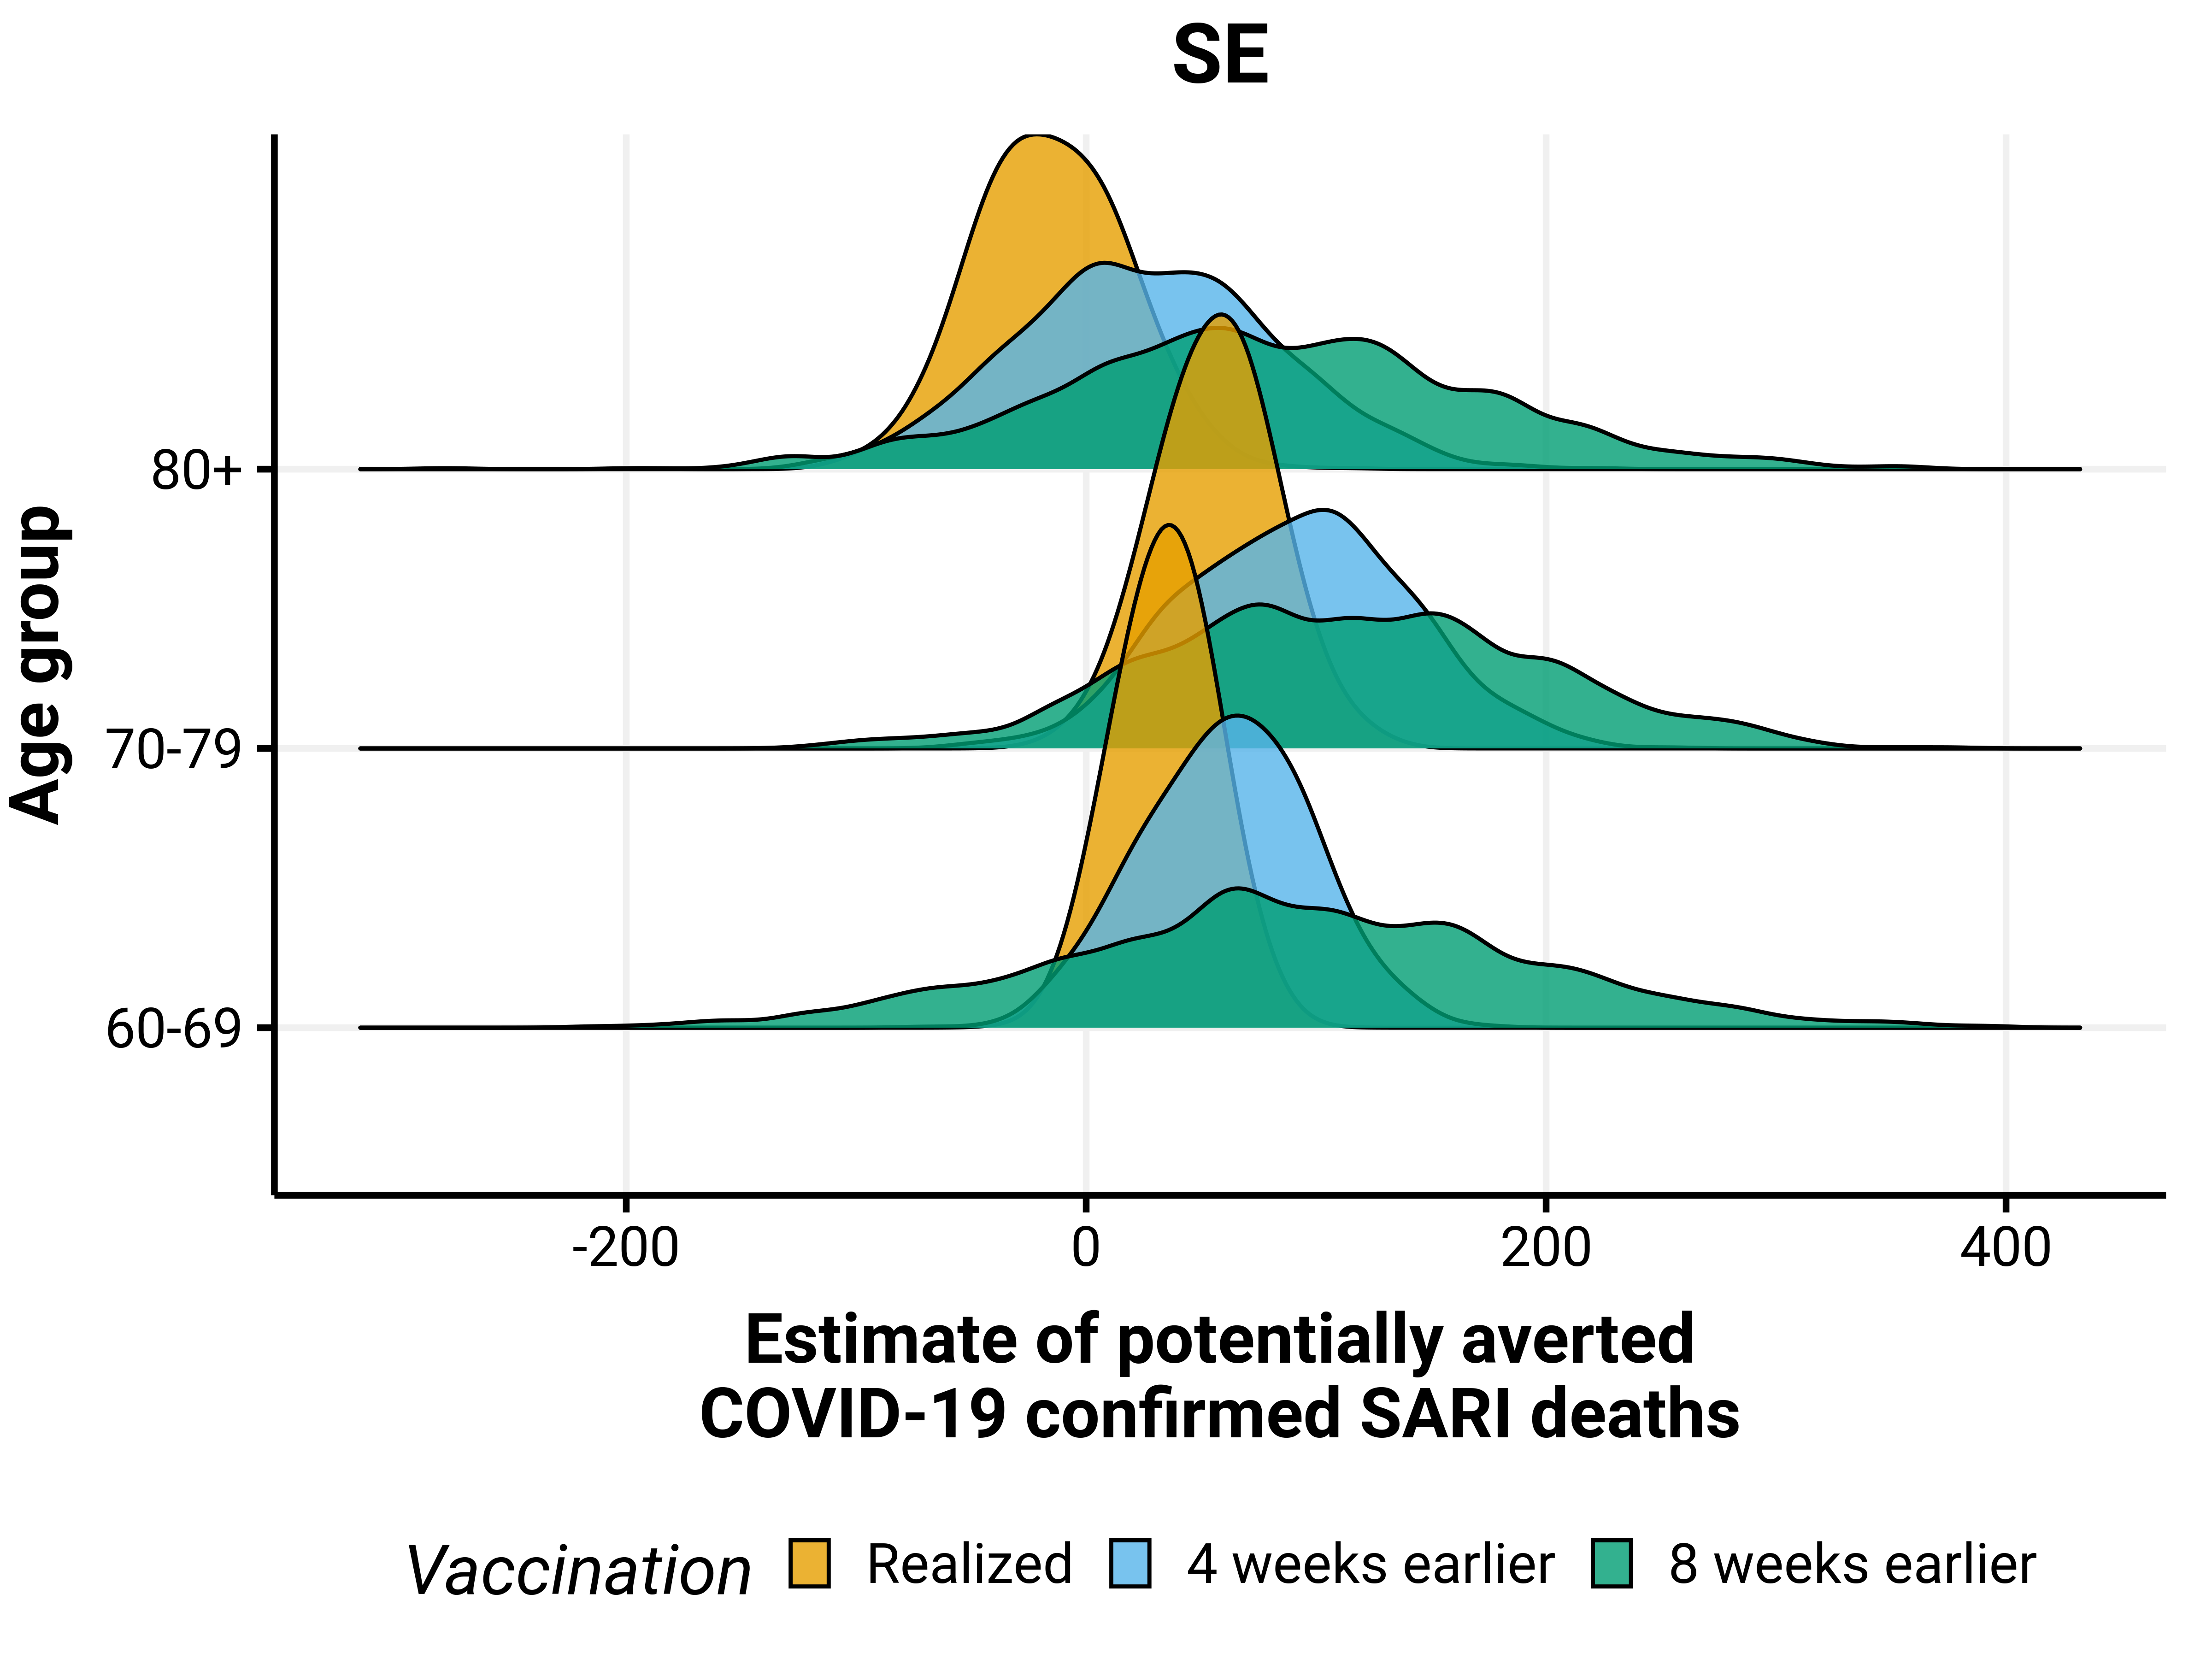 SE
Age group
80+
70-79
60-69
-200 0 200 400
Estimate of potentially averted
COVID-19 confirmed SARI deaths
Vaccination Realized 4 weeks earlier 8 weeks earlier